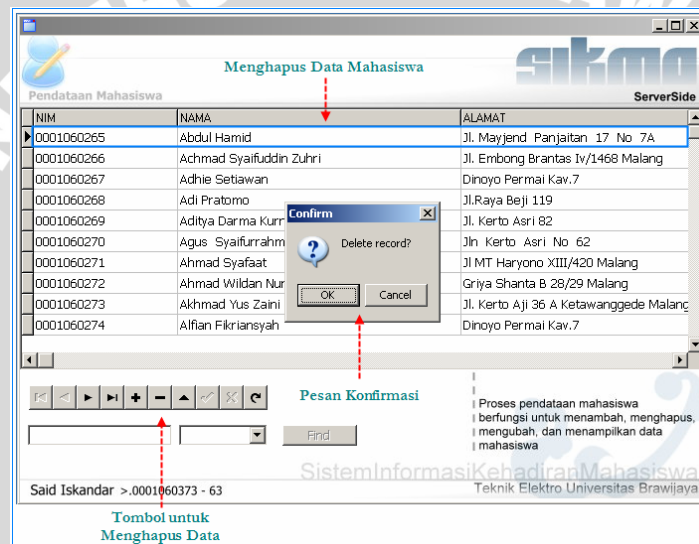 Menghapus Data Mahasiswa
sikma
Pendataan Mahasiswa
ServerSide
NIM NAMA ALAMAT
0001060265 Abdul Hamid Jl. Mayjend Panjaitan 17 No 7A
0001060266 Achmad Syaifuddin Zuhri Jl. Embong Brantas Iv/1468 Malang
0001060267 Adhie Setiawan Dinoyo Permai Kav.7
0001060268 Adi Pratomo Jl.Raya Beji 119
0001060269 Aditya Darma Jl. Kerto Asri 82
0001060270 Agus Syaifurrahm Jln Kerto Asri No 62
0001060271 Ahmad Syafaat Jl MT Haryono XIII/420 Malang
0001060272 Ahmad Wildan Nur Griya Shanta B 28/29 Malang
0001060273 Akhmad Yus Zaini Jl. Kerto Aji 36 A Ketawanggede Malang
0001060274 Alfian Fikriansyah Dinoyo Permai Kav.7
Confirm
Delete record?
OK Cancel
Pesan Konfirmasi
Find
Proses pendataan mahasiswa
berfungsi untuk menambah, menghapus,
mengubah, dan menampilkan data
mahasiswa
SistemInformasiKehadiranMahasiswa
Said Iskandar >.0001060373 - 63
Teknik Elektro Universitas Brawijaya
Tombol untuk
Menghapus Data